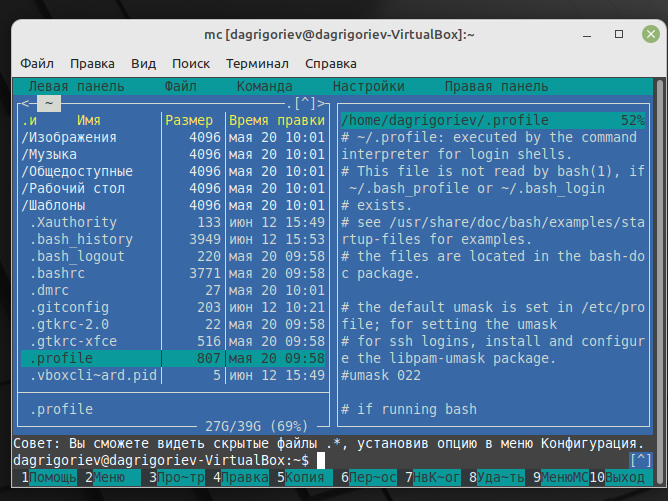 mc [dagrigoriev@dagrigoriev-VirtualBox]:~
Файл Правка Вид Поиск Терминал Справка
Левая панель Файл Команда Настройки Правая панель
<─ ~ ─.[^]>
.и Имя │Размер │Время правки
/Изображения │ 4096│мая 20 10:01
/Музыка │ 4096│мая 20 10:01
/Общедоступные │ 4096│мая 20 10:01
/Рабочий стол │ 4096│мая 20 10:01
/Шаблоны │ 4096│мая 20 10:01
.Xauthority │ 133│июн 12 15:49
.bash_history │ 3949│июн 12 15:53
.bash_logout │ 220│мая 20 09:58
.bashrc │ 3771│мая 20 09:58
.dmrc │ 27│мая 20 10:01
.gitconfig │ 203│июн 12 10:21
.gtkrc-2.0 │ 22│мая 20 09:58
.gtkrc-xfce │ 516│мая 20 09:58
.profile │ 807│мая 20 09:58
.vboxcli~ard.pid│ 5│июн 12 15:49
.profile
27G/39G (69%)
/home/dagrigoriev/.profile 52%
# ~/.profile: executed by the command
interpreter for login shells.
# This file is not read by bash(1), if
~/.bash_profile or ~/.bash_login
# exists.
# see /usr/share/doc/bash/examples/sta
rtup-files for examples.
# the files are located in the bash-do
c package.
# the default umask is set in /etc/pro
file; for setting the umask
# for ssh logins, install and configur
e the libpam-umask package.
#umask 022
# if running bash
Совет: Вы сможете видеть скрытые файлы .*, установив опцию в меню Конфигурация.
dagrigoriev@dagrigoriev-VirtualBox:~$ [^]
1Помощь 2Меню 3Про~тр 4Правка 5Копия 6Пер~ос 7НвК~ог 8Уда~ть 9МенюMC 10Выход